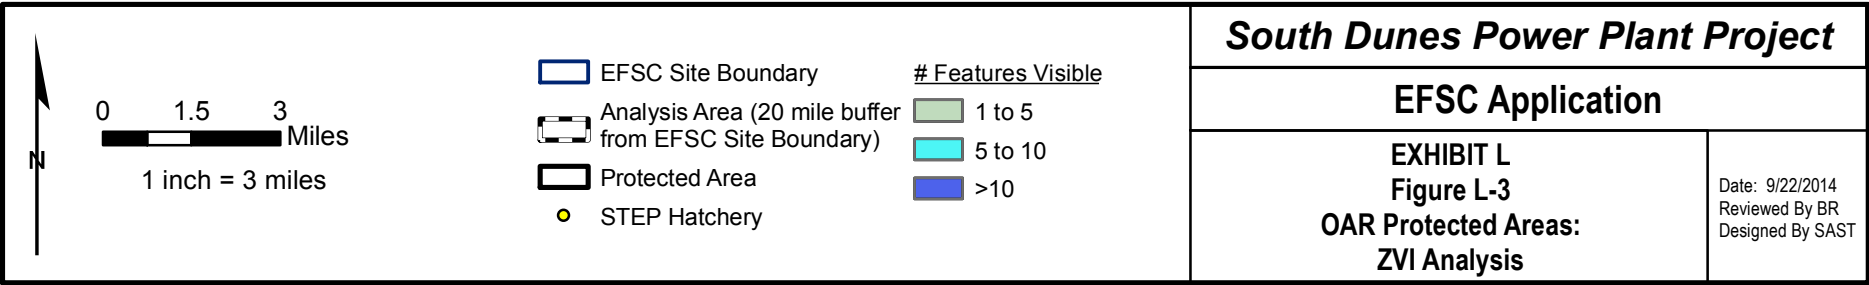 N
0 1.5 3
Miles
1 inch = 3 miles
EFSC Site Boundary
Analysis Area (20 mile buffer
from EFSC Site Boundary)
Protected Area
STEP Hatchery
# Features Visible
1 to 5
5 to 10
>10
South Dunes Power Plant Project
EFSC Application
EXHIBIT L
Figure L-3
OAR Protected Areas:
ZVI Analysis
Date: 9/22/2014
Reviewed By BR
Designed By SAST